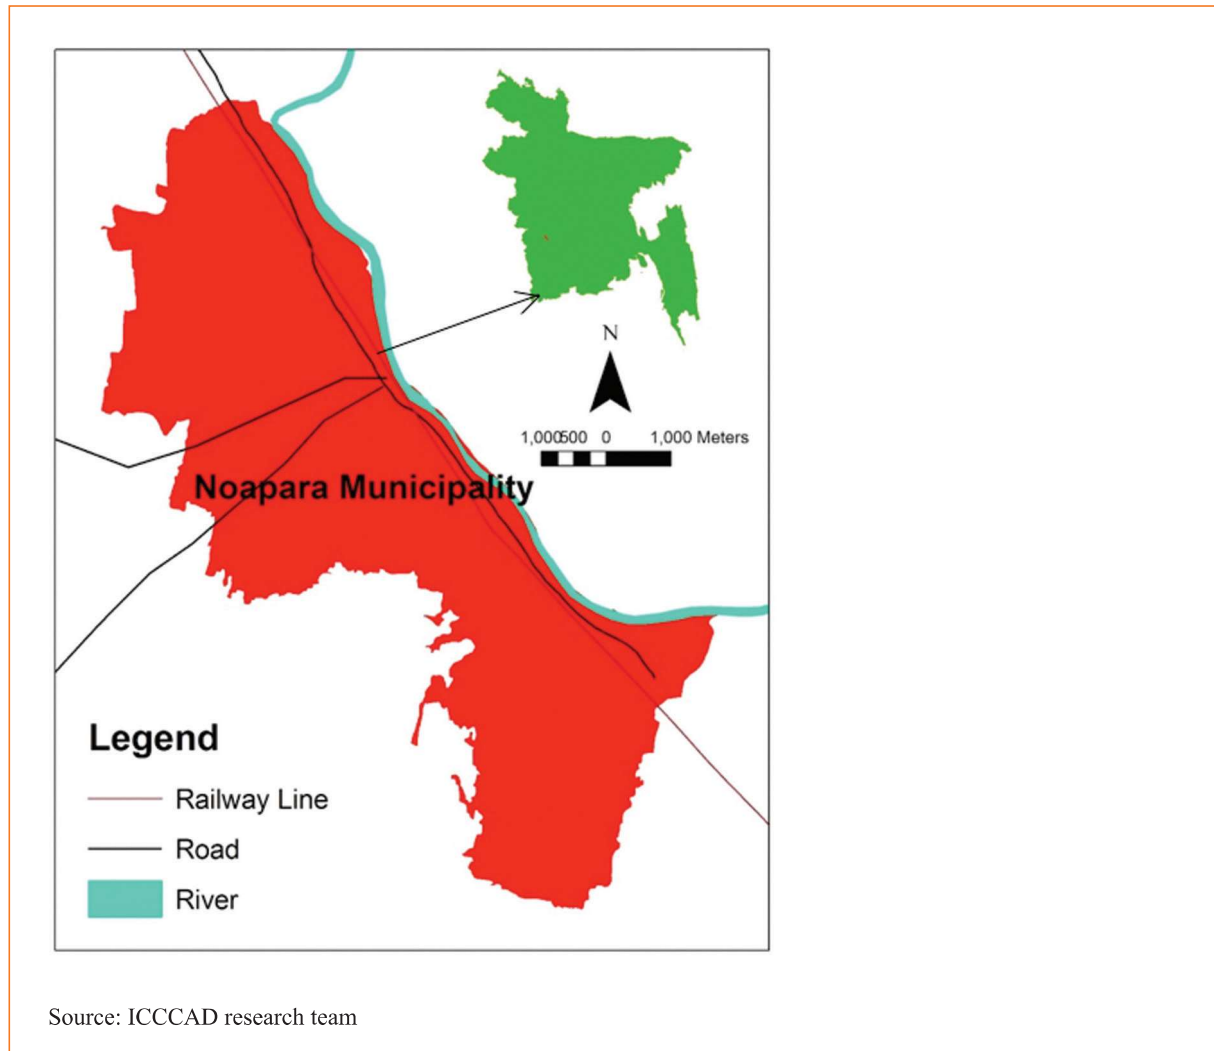 N
1,000500 0 1,000 Meters
Noapara Municipality
Legend
Railway Line
Road
River
Source: ICCCAD research team